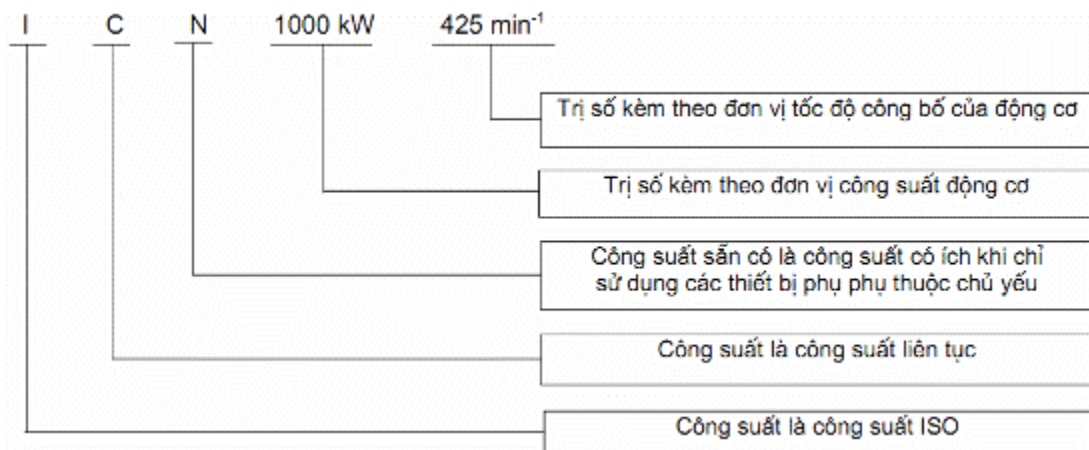 I C N 1000 kW 425 min⁻¹
Trị số kèm theo đơn vị tốc độ công bố của động cơ
Trị số kèm theo đơn vị công suất động cơ
Công suất sẵn có là công suất có ích khi chỉ
sử dụng các thiết bị phụ phụ thuộc chủ yếu
Công suất là công suất liên tục
Công suất là công suất ISO